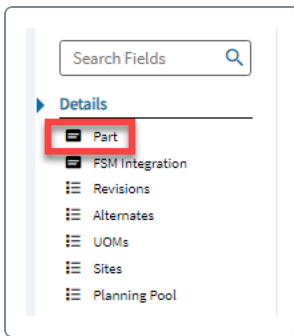 Search Fields
Details
Part
FSM Integration
Revisions
Alternates
UOMs
Sites
Planning Pool